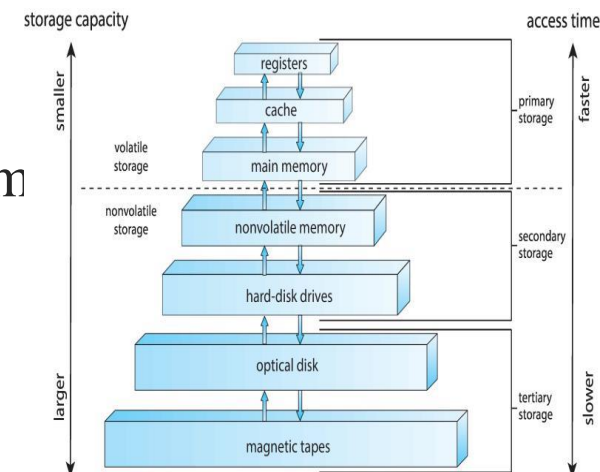 storage capacity
access time
smaller
faster
registers
cache
primary
storage
volatile
storage
main memory
m
nonvolatile
storage
nonvolatile memory
secondary
storage
hard-disk drives
optical disk
larger
slower
tertiary
storage
magnetic tapes